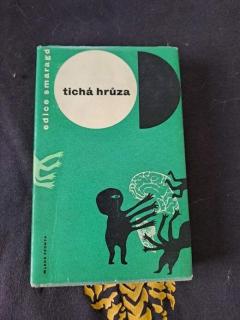 tichá hrůza
edice smaragd
MLADÁ FRONTA